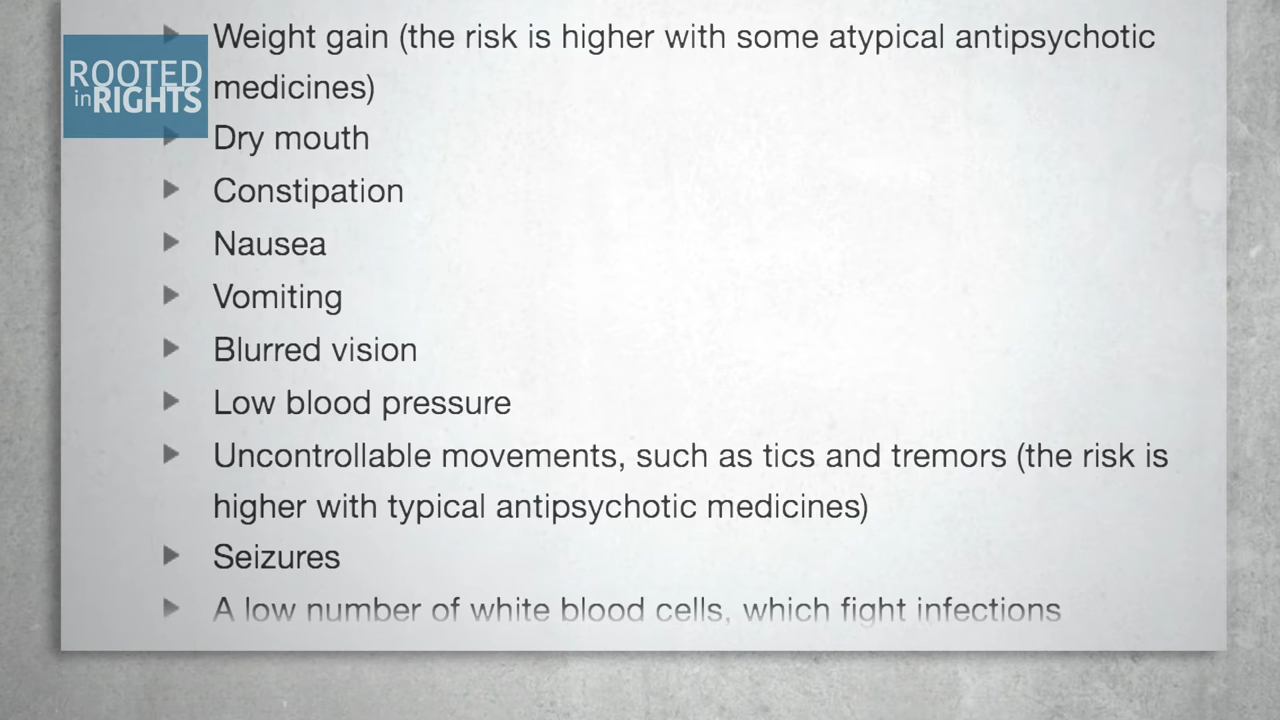 Weight gain (the risk is higher with some atypical antipsychotic
ROOTED
medicines)
inRIGHTS
Dry mouth
Constipation
Nausea
Vomiting
Blurred vision
Low blood pressure
Uncontrollable movements, such as tics and tremors (the risk is
higher with typical antipsychotic medicines)
Seizures
A low number of white blood cells, which fight infections